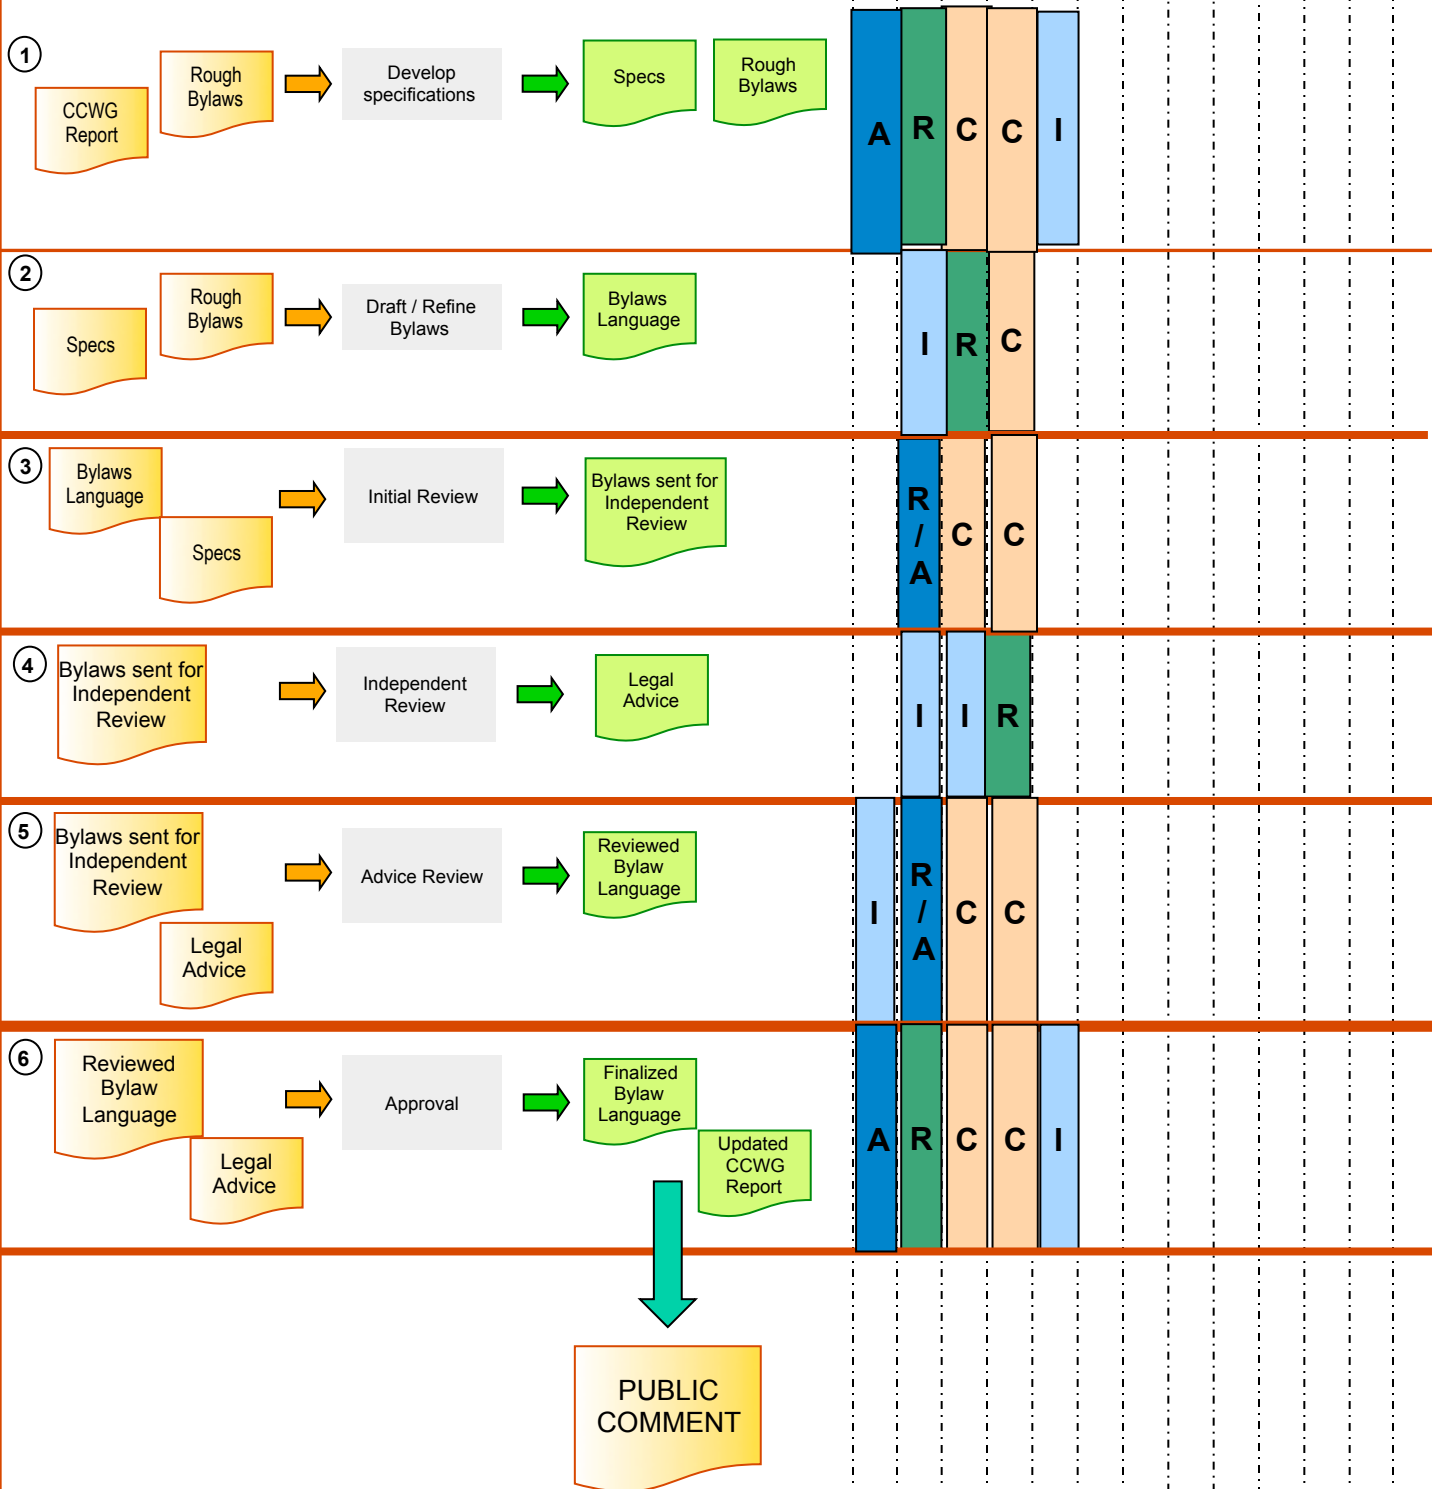 1
CCWG
Report
Rough
Bylaws
Develop
specifications
Specs
Rough
Bylaws
A
R
C
C
I
2
Specs
Rough
Bylaws
Draft / Refine
Bylaws
Bylaws
Language
I
R
C
3
Bylaws
Language
Specs
Initial Review
Bylaws sent for
Independent
Review
R
/
A
C
C
4
Bylaws sent for
Independent
Review
Independent
Review
Legal
Advice
I
I
R
5
Bylaws sent for
Independent
Review
Legal
Advice
Advice Review
Reviewed
Bylaw
Language
I
R
/
A
C
C
6
Reviewed
Bylaw
Language
Legal
Advice
Approval
Finalized
Bylaw
Language
Updated
CCWG
Report
A
R
C
C
I
PUBLIC
COMMENT